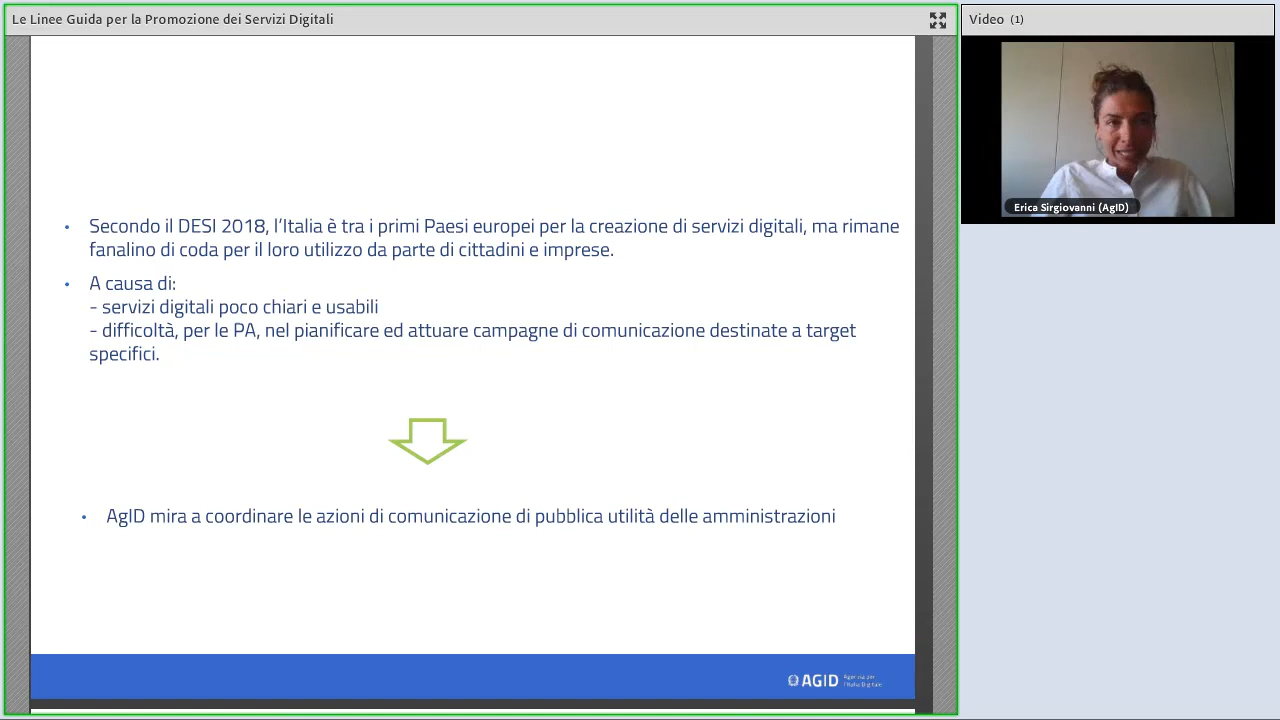 Le Linee Guida per la Promozione dei Servizi Digitali
Video (1)
Erica Sirgiovanni (AgID)
• Secondo il DESI 2018, l'Italia è tra i primi Paesi europei per la creazione di servizi digitali, ma rimane
fanalino di coda per il loro utilizzo da parte di cittadini e imprese.
• A causa di:
- servizi digitali poco chiari e usabili
- difficoltà, per le PA, nel pianificare ed attuare campagne di comunicazione destinate a target
specifici.
• AgID mira a coordinare le azioni di comunicazione di pubblica utilità delle amministrazioni
AGID
Agenzia per
l'Italia Digitale